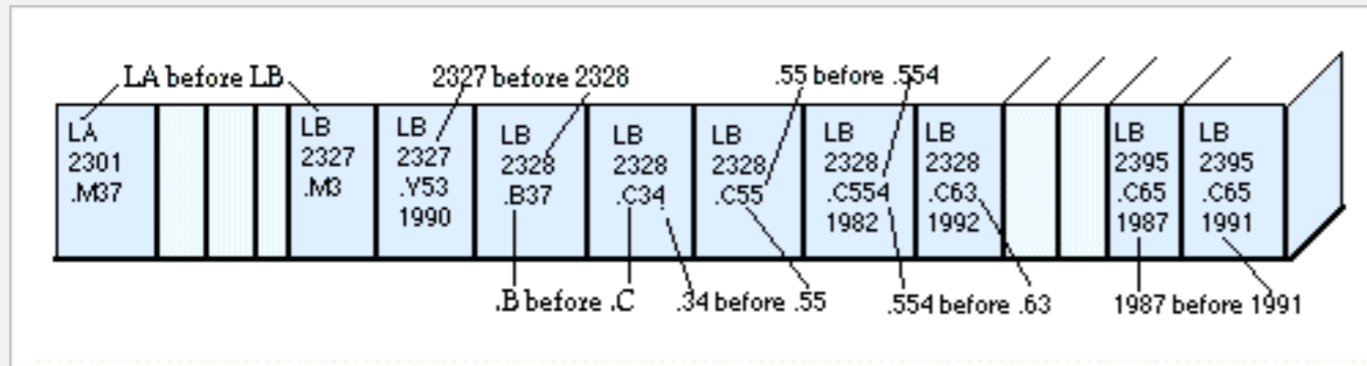 LA before LB
2327 before 2328
.55 before .554
LA
2301
.M37
LB
2327
.M3
LB
2327
.Y53
1990
LB
2328
.B37
LB
2328
.C34
LB
2328
.C55
LB
2328
.C554
1982
LB
2328
.C63
1992
LB
2395
.C65
1987
LB
2395
.C65
1991
.B before .C
.34 before .55
.554 before .63
1987 before 1991